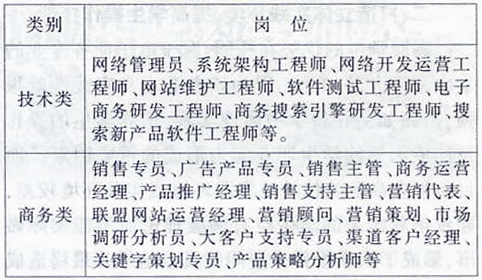 类别 岗位
技术类
网络管理员、系统架构工程师、网络开发运营工
程师、网站维护工程师、软件测试工程师、电子
商务研发工程师、商务搜索引擎研发工程师、搜
索新产品软件工程师等。
商务类
销售专员、广告产品专员、销售主管、商务运营
经理、产品推广经理、销售支持主管、营销代表、
联盟网站运营经理、营销顾问、营销策划、市场
调研分析员、大客户支持专员、渠道客户经理、
关键字策划专员、产品策略分析师等